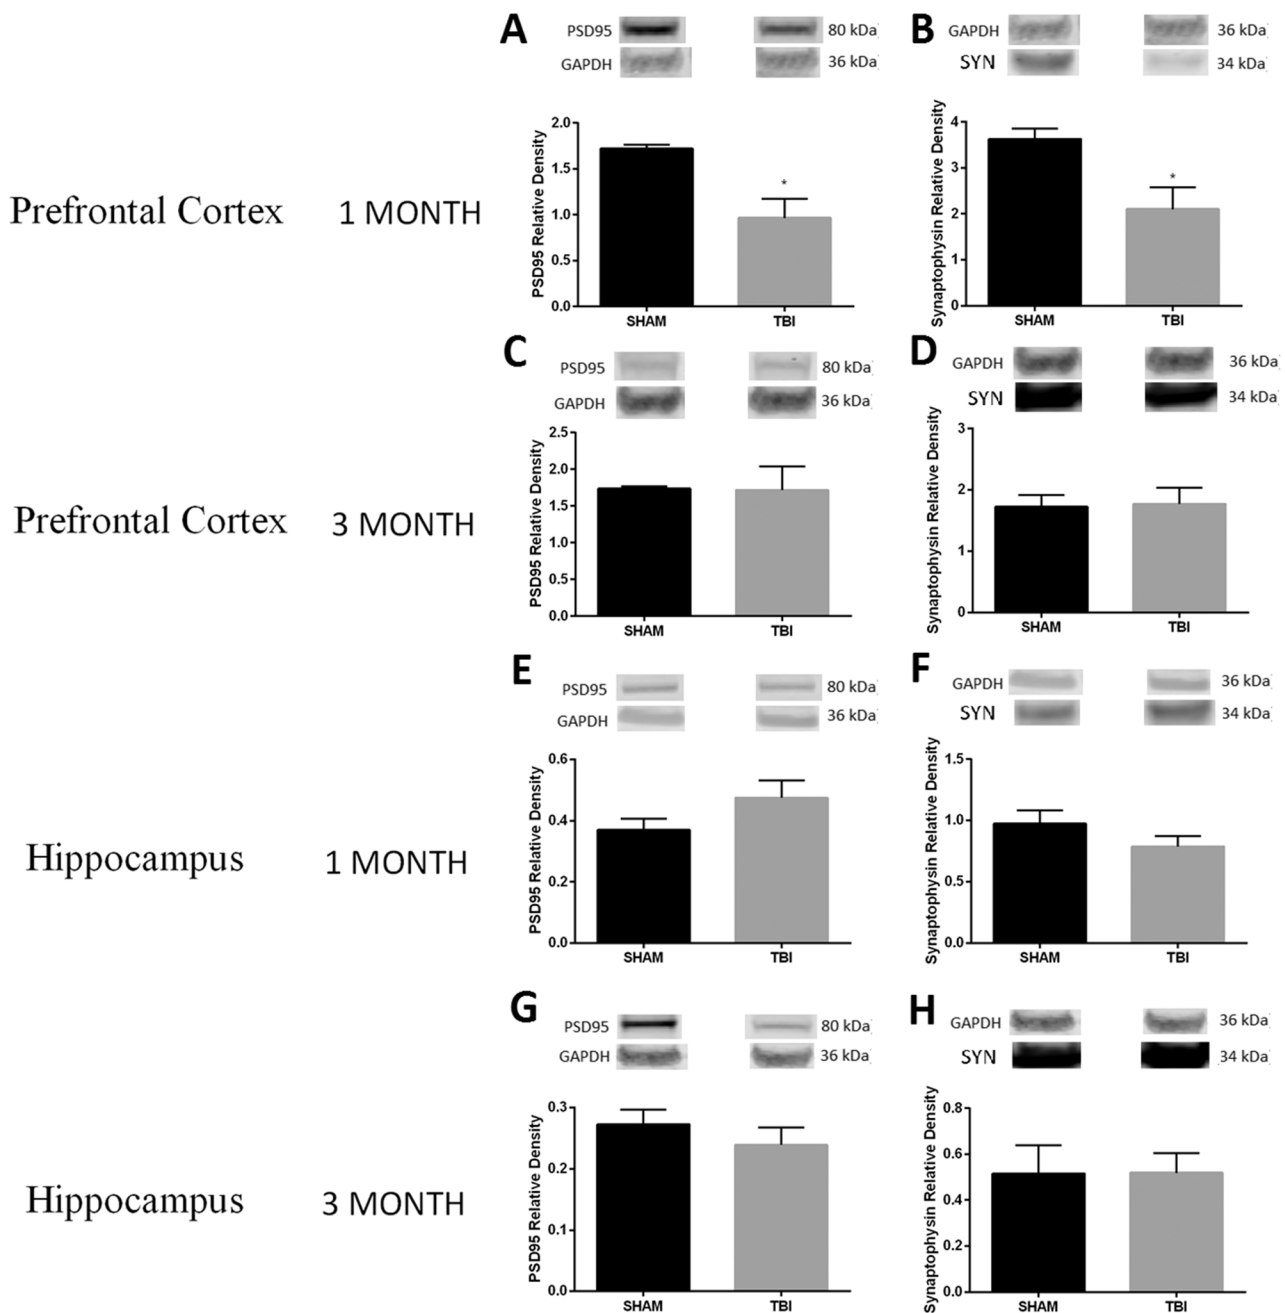 A
PSD95 80 kDa
GAPDH 36 kDa
PSD95 Relative Density
2.0
1.5
1.0
0.5
0.0
*
SHAM TBI
B
GAPDH 36 kDa
SYN 34 kDa
Synaptophysin Relative Density
4
3
2
1
0
*
SHAM TBI
Prefrontal Cortex 1 MONTH
C
PSD95 80 kDa
GAPDH 36 kDa
PSD95 Relative Density
2.5
2.0
1.5
1.0
0.5
0.0
SHAM TBI
D
GAPDH 36 kDa
SYN 34 kDa
Synaptophysin Relative Density
3
2
1
0
SHAM TBI
Prefrontal Cortex 3 MONTH
E
PSD95 80 kDa
GAPDH 36 kDa
PSD95 Relative Density
0.6
0.4
0.2
0.0
SHAM TBI
F
GAPDH 36 kDa
SYN 34 kDa
Synaptophysin Relative Density
1.5
1.0
0.5
0.0
SHAM TBI
Hippocampus 1 MONTH
G
PSD95 80 kDa
GAPDH 36 kDa
PSD95 Relative Density
0.3
0.2
0.1
0.0
SHAM TBI
H
GAPDH 36 kDa
SYN 34 kDa
Synaptophysin Relative Density
0.8
0.6
0.4
0.2
0.0
SHAM TBI
Hippocampus 3 MONTH